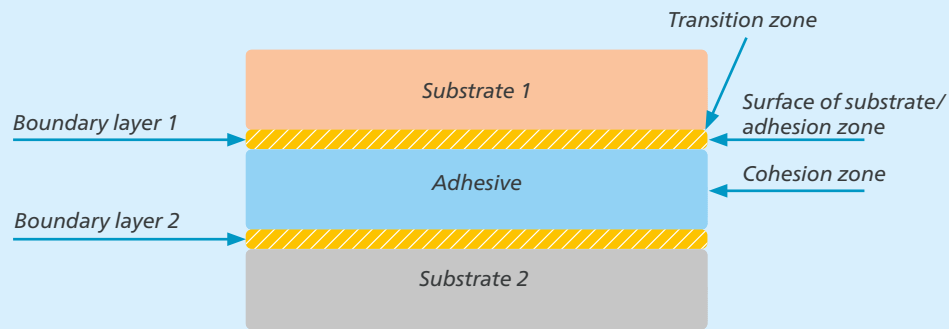 Transition zone
Substrate 1
Boundary layer 1
Surface of substrate/
adhesion zone
Adhesive
Cohesion zone
Boundary layer 2
Substrate 2